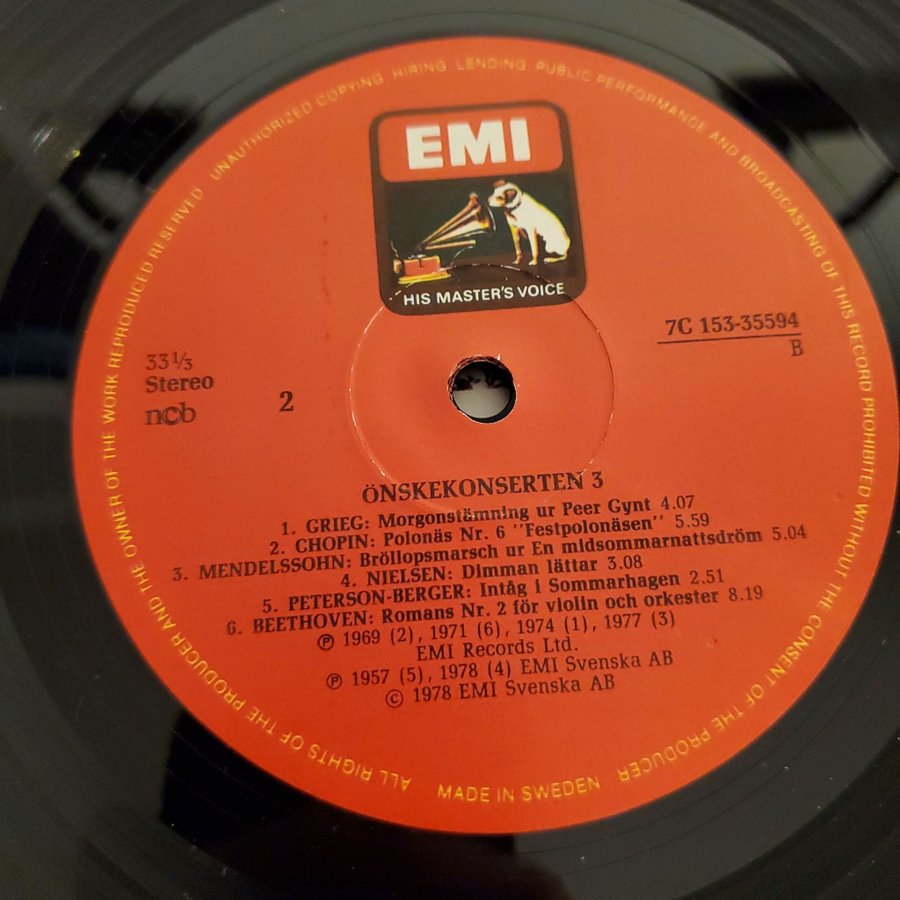 EMI
HIS MASTER'S VOICE
7C 153-35594
B
33⅓
Stereo
ncb
2
ÖNSKEKONSERTEN 3
1. GRIEG: Morgonstämning ur Peer Gynt 4.07
2. CHOPIN: Polonäs Nr. 6 "Festpolonäsen" 5.59
3. MENDELSSOHN: Bröllopsmarsch ur En midsommarnattsdröm 5.04
4. NIELSEN: Dimman lättar 3.08
5. PETERSON-BERGER: Intåg i Sommarhagen 2.51
6. BEETHOVEN: Romans Nr. 2 för violin och orkester 8.19
℗ 1969 (2), 1971 (6), 1974 (1), 1977 (3)
EMI Records Ltd.
℗ 1957 (5), 1978 (4) EMI Svenska AB
© 1978 EMI Svenska AB
ALL RIGHTS OF THE PRODUCER AND THE OWNER OF THE WORK REPRODUCED RESERVED UNAUTHORIZED COPYING HIRING LENDING PUBLIC PERFORMANCE AND BROADCASTING OF THIS RECORD PROHIBITED WITHOUT THE CONSENT OF THE PRODUCER
MADE IN SWEDEN